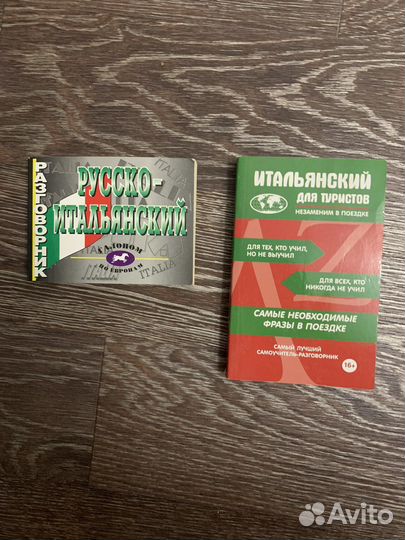 РАЗГОВОРНИК
РУССКО-
ИТАЛЬЯНСКИЙ
ГАЛОПОМ
ПО ЕВРОПАМ
ITALIA
ITALIA
ИТАЛЬЯНСКИЙ
ДЛЯ ТУРИСТОВ
НЕЗАМЕНИМ В ПОЕЗДКЕ
ДЛЯ ТЕХ, КТО УЧИЛ,
НО НЕ ВЫУЧИЛ
ДЛЯ ВСЕХ, КТО
НИКОГДА НЕ УЧИЛ
САМЫЕ НЕОБХОДИМЫЕ
ФРАЗЫ В ПОЕЗДКЕ
САМЫЙ ЛУЧШИЙ
САМОУЧИТЕЛЬ-РАЗГОВОРНИК
16+
Avito